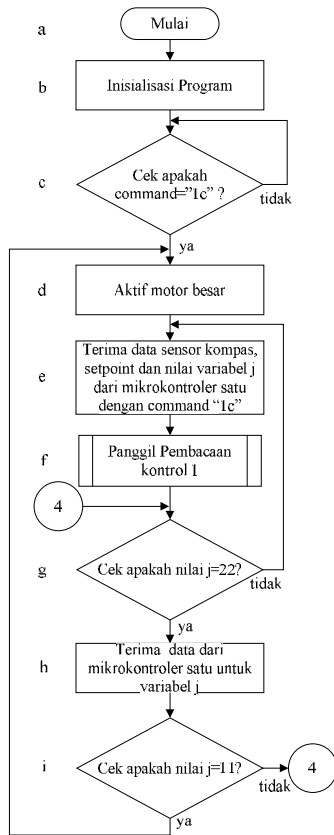 a
Mulai
b
Inisialisasi Program
c
Cek apakah
command=”1c” ?
tidak
ya
d
Aktif motor besar
e
Terima data sensor kompas,
setpoint dan nilai variabel j
dari mikrokontroler satu
dengan command “1c”
f
Panggil Pembacaan
kontrol 1
4
g
Cek apakah nilai j=22?
tidak
ya
h
Terima data dari
mikrokontroler satu untuk
variabel j
i
Cek apakah nilai j=11?
4
tidak
ya